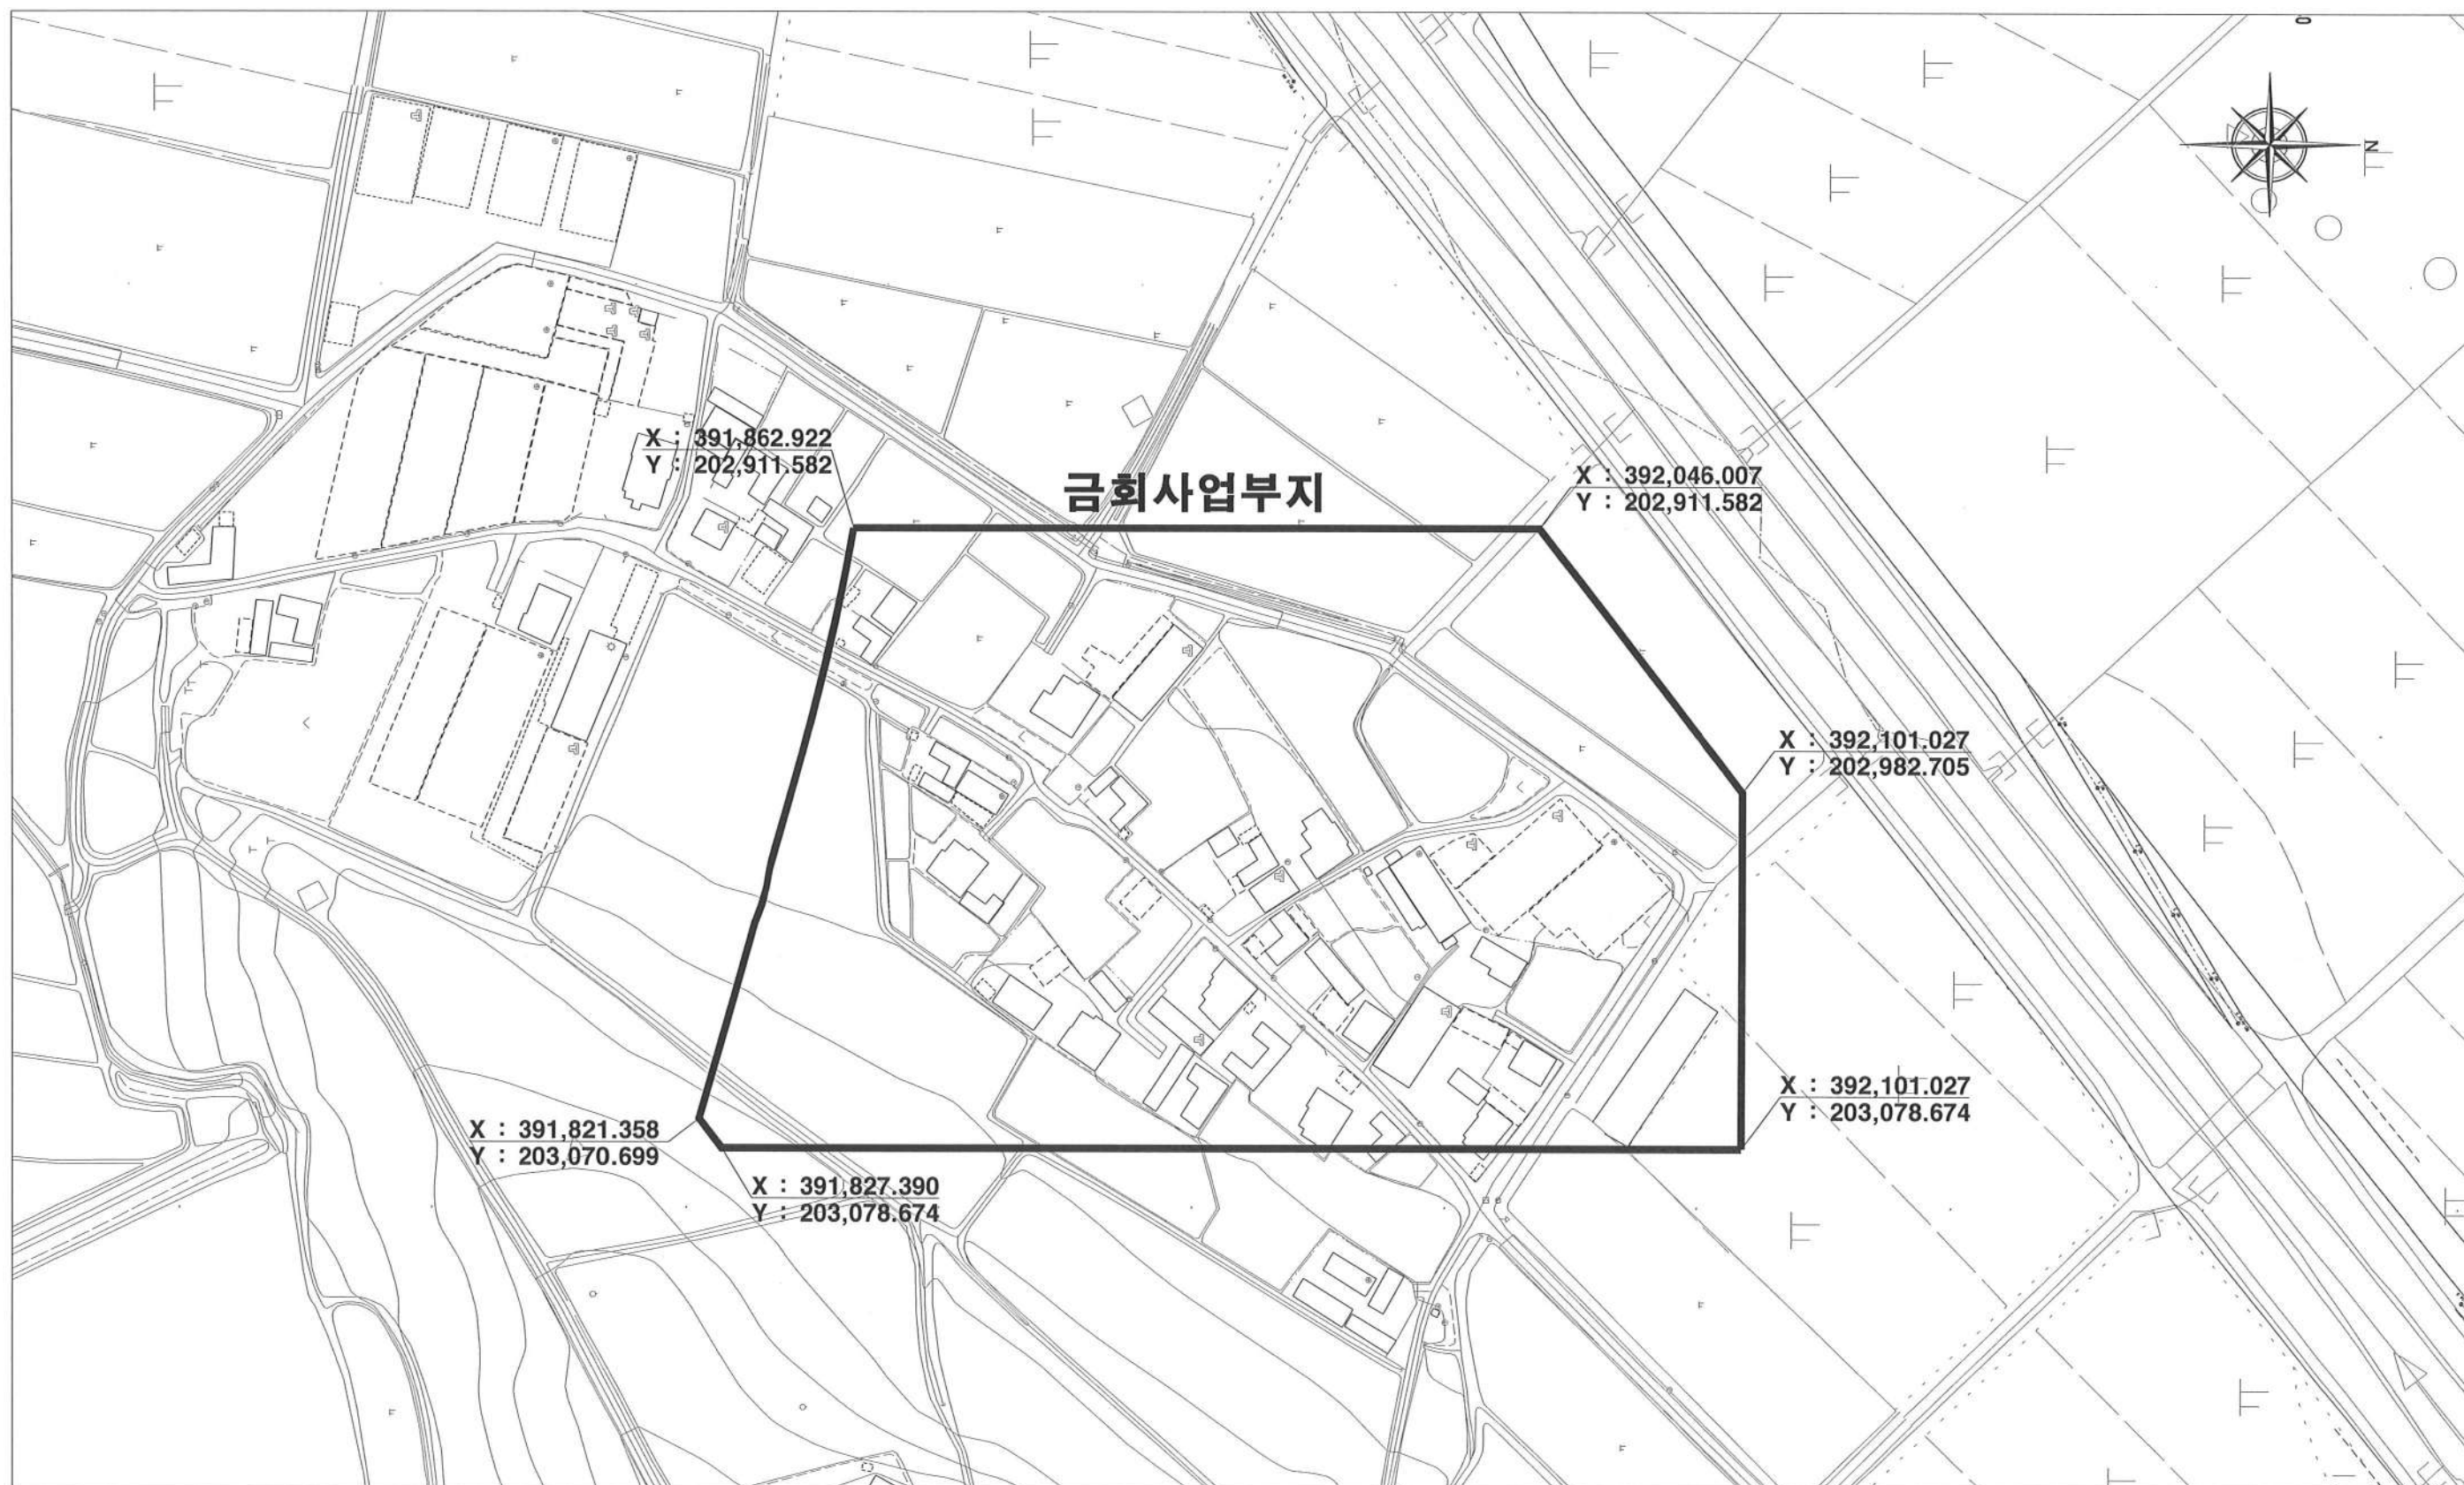 N
X : 391,862.922
Y : 202,911.582
금회사업부지
X : 392,046.007
Y : 202,911.582
X : 392,101.027
Y : 202,982.705
X : 392,101.027
Y : 203,078.674
X : 391,821.358
Y : 203,070.699
X : 391,827.390
Y : 203,078.674